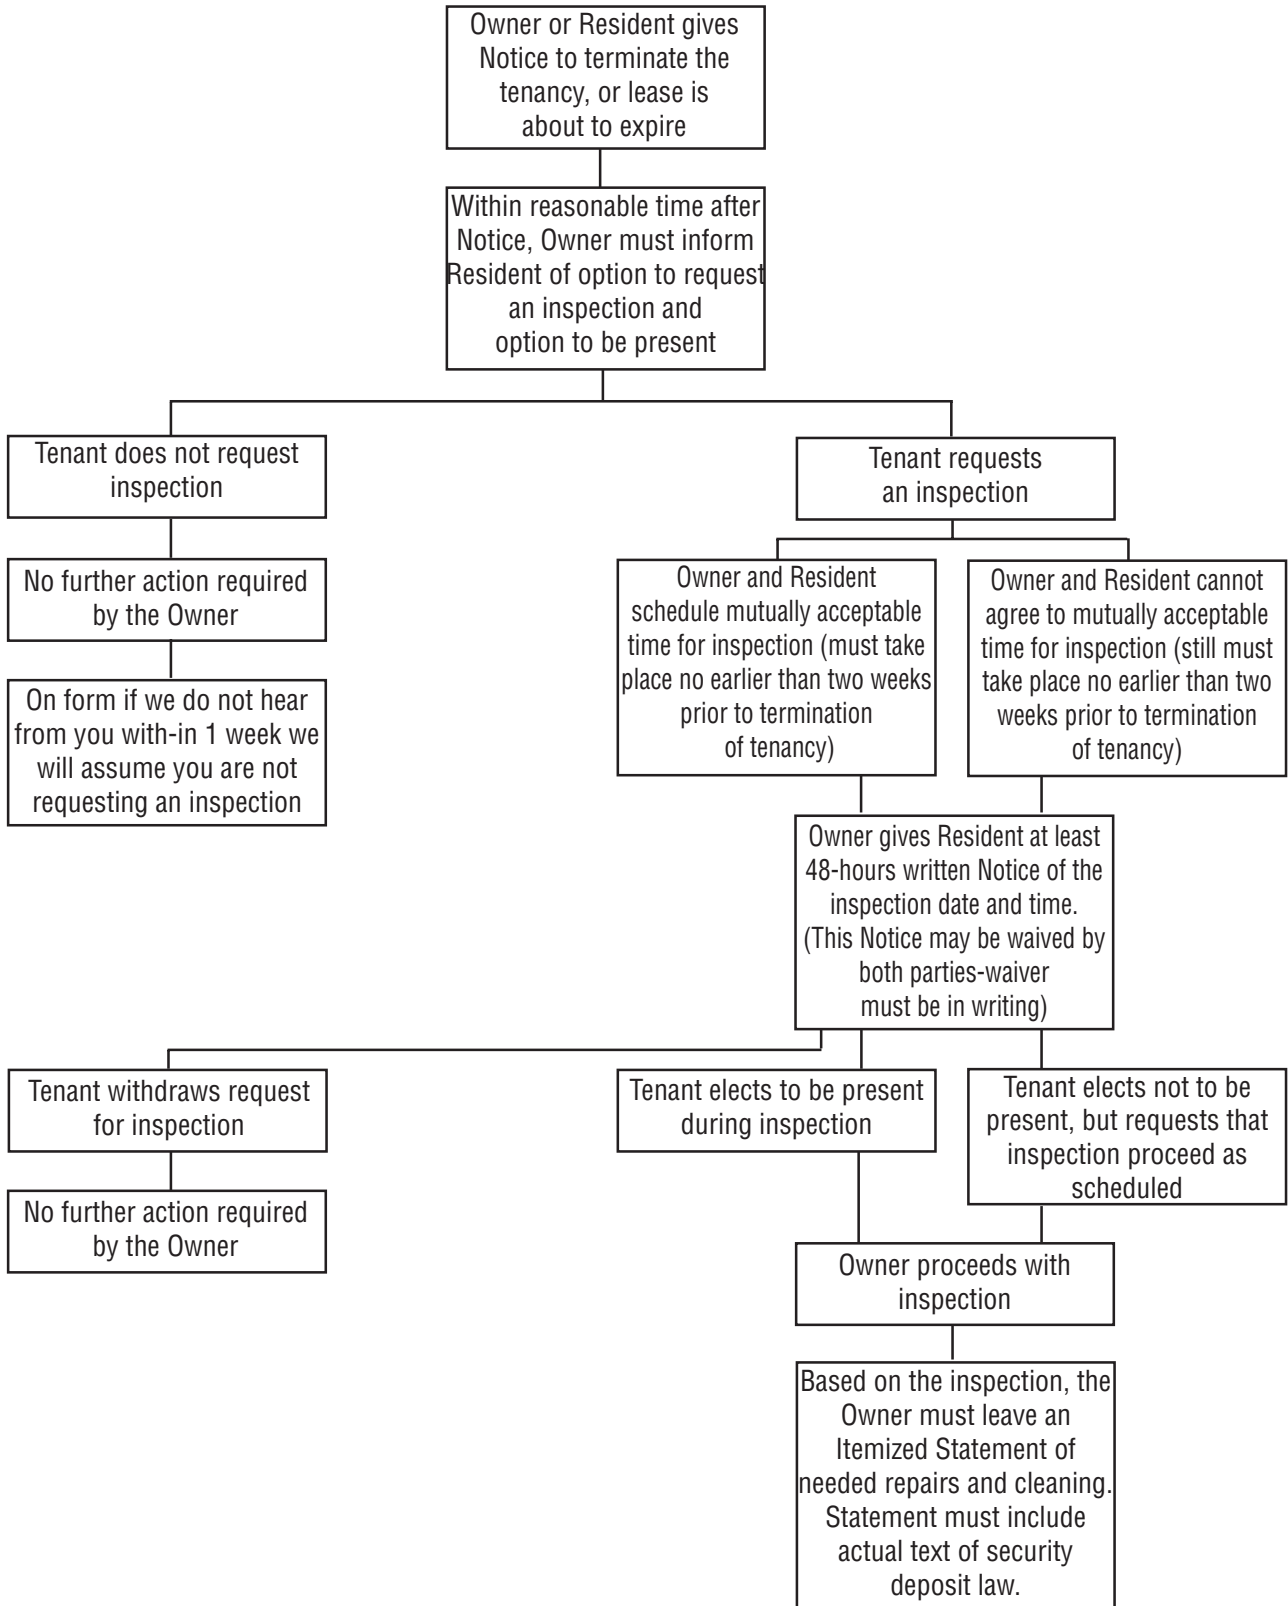 Owner or Resident gives
Notice to terminate the
tenancy, or lease is
about to expire
Within reasonable time after
Notice, Owner must inform
Resident of option to request
an inspection and
option to be present
Tenant does not request
inspection
No further action required
by the Owner
On form if we do not hear
from you with-in 1 week we
will assume you are not
requesting an inspection
Tenant requests
an inspection
Owner and Resident
schedule mutually acceptable
time for inspection (must take
place no earlier than two weeks
prior to termination
of tenancy)
Owner and Resident cannot
agree to mutually acceptable
time for inspection (still must
take place no earlier than two
weeks prior to termination
of tenancy)
Owner gives Resident at least
48-hours written Notice of the
inspection date and time.
(This Notice may be waived by
both parties-waiver
must be in writing)
Tenant withdraws request
for inspection
No further action required
by the Owner
Tenant elects to be present
during inspection
Tenant elects not to be
present, but requests that
inspection proceed as
scheduled
Owner proceeds with
inspection
Based on the inspection, the
Owner must leave an
Itemized Statement of
needed repairs and cleaning.
Statement must include
actual text of security
deposit law.